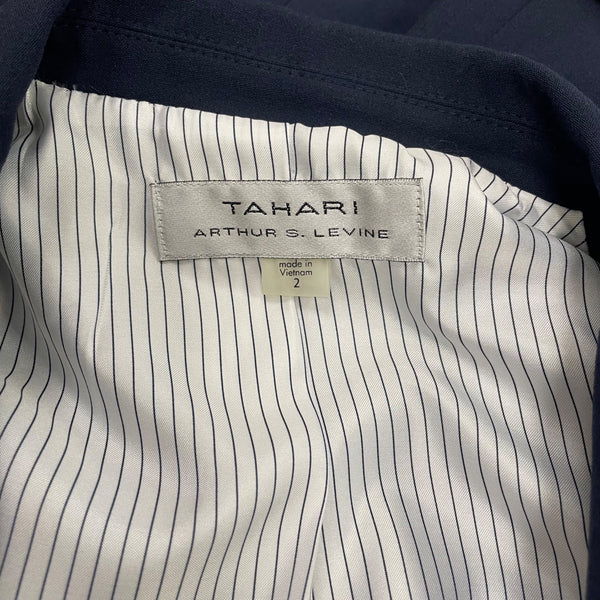 TAHARI
ARTHUR S. LEVINE
made in
Vietnam
2